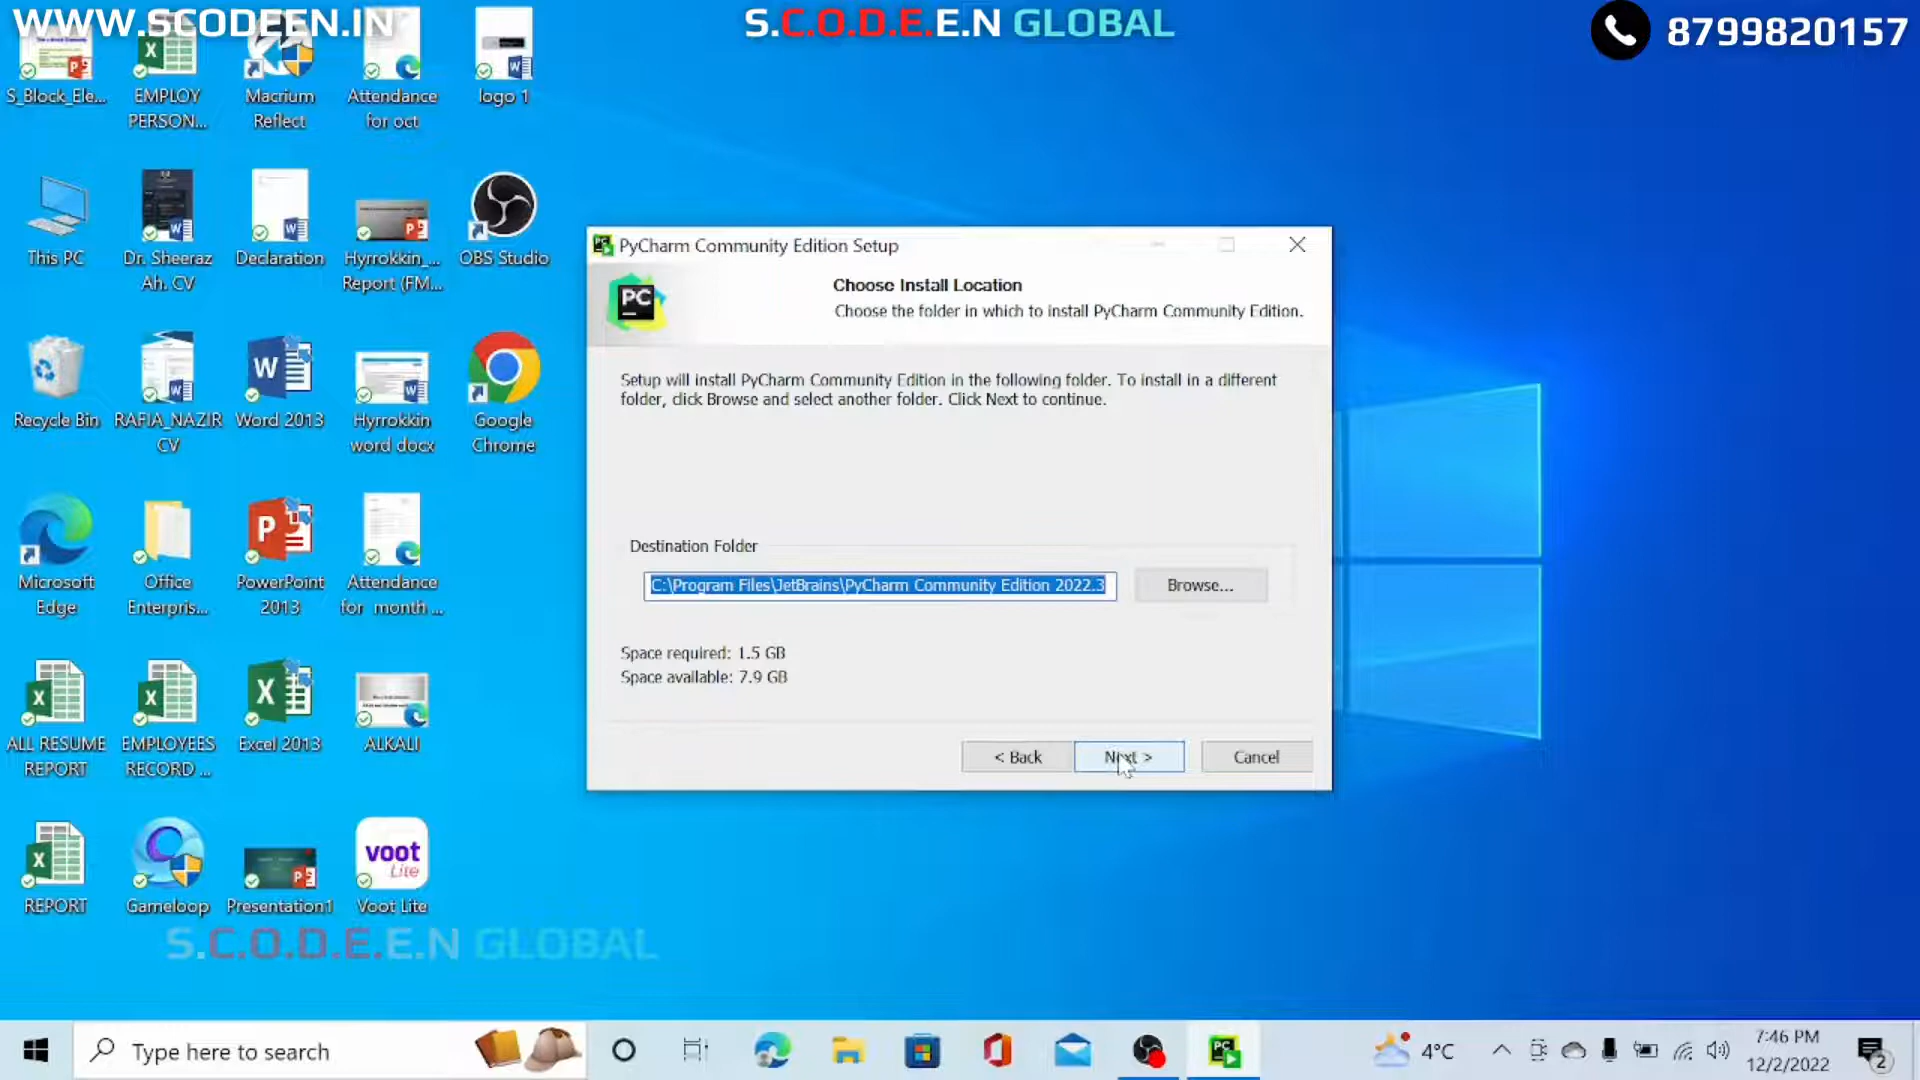 WWW.SCODEEN.IN
S.C.O.D.E.E.N GLOBAL
8799820157
S_Block_Ele...
EMPLOY
PERSON...
Macrium
Reflect
Attendance
for oct
logo 1
This PC
Dr. Sheeraz
Ah. CV
Declaration
Hyrrokkin_...
Report (FM...
OBS Studio
Recycle Bin
RAFIA_NAZIR
CV
Word 2013
Hyrrokkin
word docx
Google
Chrome
Microsoft
Edge
Office
Enterpris...
PowerPoint
2013
Attendance
for month ...
ALL RESUME
REPORT
EMPLOYEES
RECORD ...
Excel 2013
ALKALI
REPORT
Gameloop
Presentation1
voot
Lite
Voot Lite
S.C.O.D.E.E.N GLOBAL
PyCharm Community Edition Setup
PC
Choose Install Location
Choose the folder in which to install PyCharm Community Edition.
Setup will install PyCharm Community Edition in the following folder. To install in a different
folder, click Browse and select another folder. Click Next to continue.
Destination Folder
C:\Program Files\JetBrains\PyCharm Community Edition 2022.3
Browse...
Space required: 1.5 GB
Space available: 7.9 GB
< Back
Next >
Cancel
Type here to search
4°C
7:46 PM
12/2/2022
2